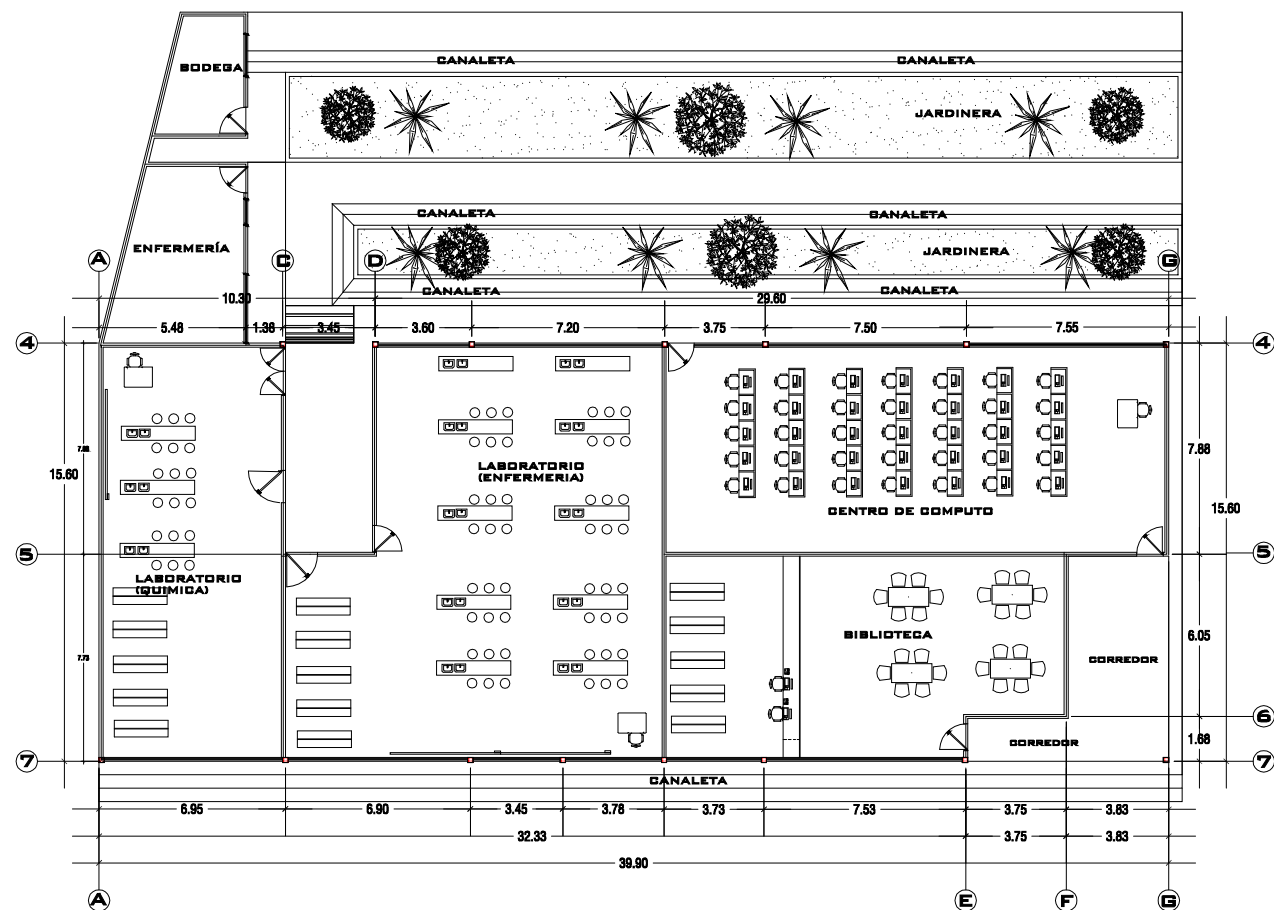 BODEGA
CANALETA
CANALETA
JARDINERA
CANALETA
CANALETA
ENFERMERÍA
JARDINERA
A
C
D
G
CANALETA
CANALETA
10.30
29.60
5.48
1.38
3.45
3.60
7.20
3.75
7.50
7.55
4
4
7.88
15.60
7.88
LABORATORIO
(ENFERMERIA)
CENTRO DE COMPUTO
15.60
5
5
LABORATORIO
(QUIMICA)
BIBLIOTECA
6.05
7.73
CORREDOR
6
CORREDOR
1.68
7
7
CANALETA
6.95
6.90
3.45
3.78
3.73
7.53
3.75
3.83
32.33
3.75
3.83
39.90
A
E
F
G